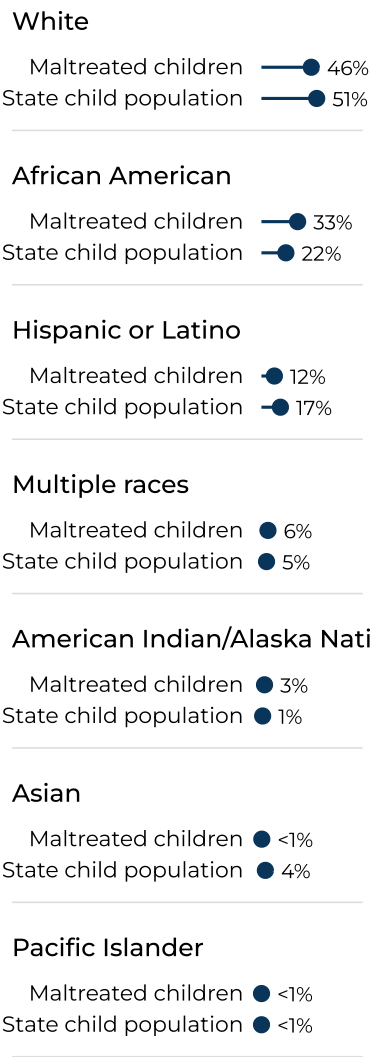 White
Maltreated children 46%
State child population 51%
African American
Maltreated children 33%
State child population 22%
Hispanic or Latino
Maltreated children 12%
State child population 17%
Multiple races
Maltreated children 6%
State child population 5%
American Indian/Alaska Nati
Maltreated children 3%
State child population 1%
Asian
Maltreated children <1%
State child population 4%
Pacific Islander
Maltreated children <1%
State child population <1%